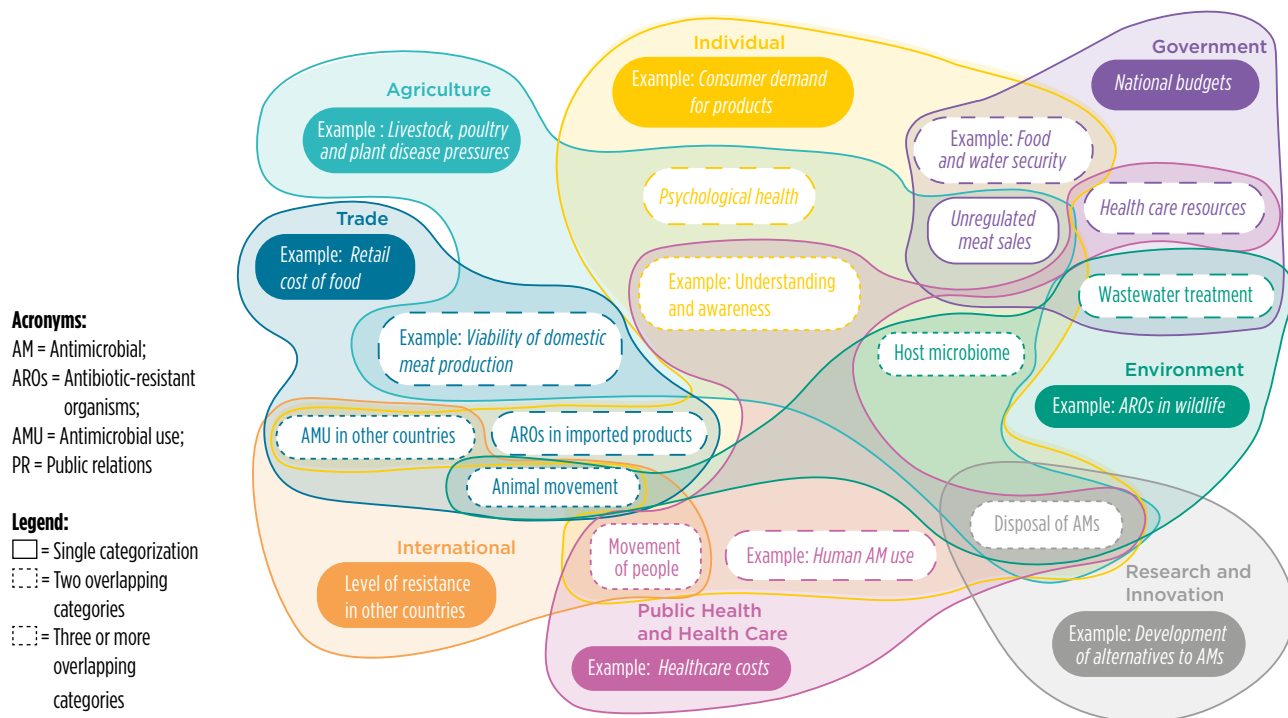 Individual
Example: Consumer demand
for products
Government
National budgets
Agriculture
Example : Livestock, poultry
and plant disease pressures
Example: Food
and water security
Psychological health
Unregulated
meat sales
Health care resources
Trade
Example: Retail
cost of food
Example: Understanding
and awareness
Wastewater treatment
Example: Viability of domestic
meat production
Host microbiome
Environment
Example: AROs in wildlife
AMU in other countries
AROs in imported products
Animal movement
Disposal of AMs
International
Level of resistance
in other countries
Movement
of people
Example: Human AM use
Public Health
and Health Care
Example: Healthcare costs
Research and
Innovation
Example: Development
of alternatives to AMs
Acronyms:
AM = Antimicrobial;
AROs = Antibiotic-resistant
organisms;
AMU = Antimicrobial use;
PR = Public relations
Legend:
= Single categorization
= Two overlapping
categories
= Three or more
overlapping
categories